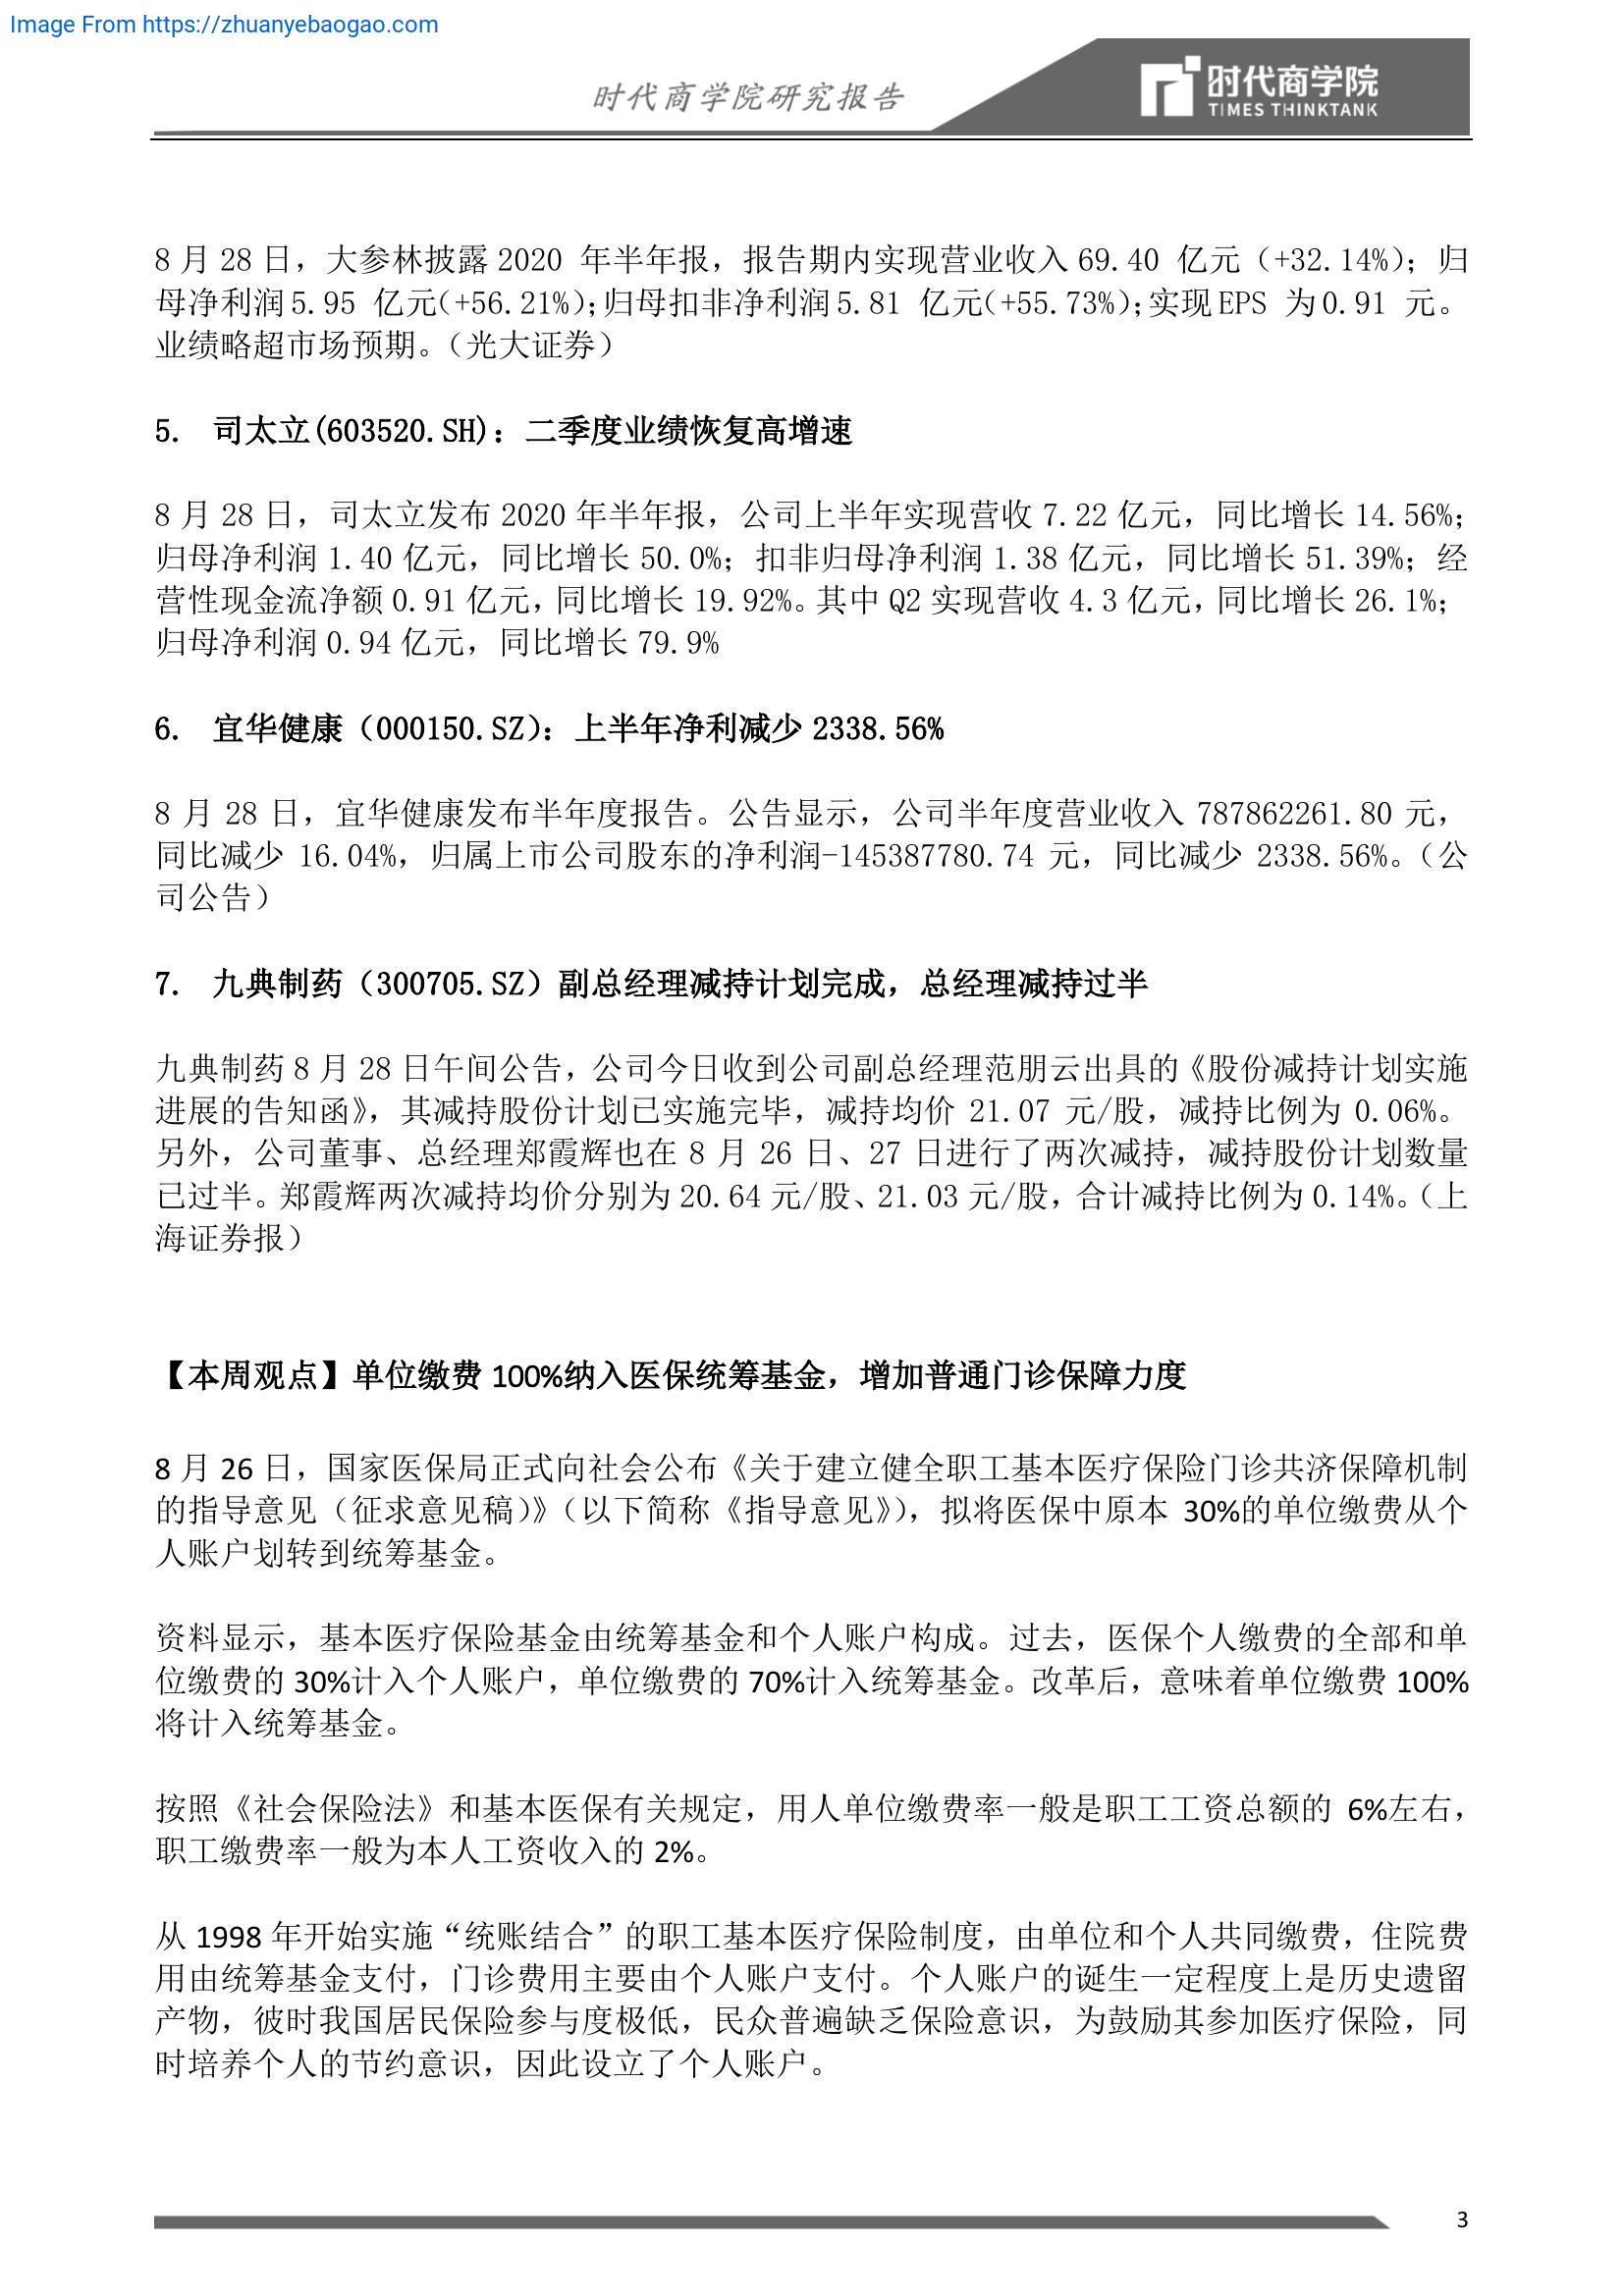 Image From https://zhuanyebaogao.com
时代商学院研究报告
时代商学院
TIMES THINKTANK
8 月 28 日，大参林披露 2020 年半年报，报告期内实现营业收入 69.40 亿元（+32.14%）；归
母净利润 5.95 亿元(+56.21%)；归母扣非净利润 5.81 亿元(+55.73%)；实现 EPS 为 0.91 元。
业绩略超市场预期。（光大证券）
5. 司太立(603520.SH)：二季度业绩恢复高增速
8 月 28 日，司太立发布 2020 年半年报，公司上半年实现营收 7.22 亿元，同比增长 14.56%；
归母净利润 1.40 亿元，同比增长 50.0%；扣非归母净利润 1.38 亿元，同比增长 51.39%；经
营性现金流净额 0.91 亿元，同比增长 19.92%。其中 Q2 实现营收 4.3 亿元，同比增长 26.1%；
归母净利润 0.94 亿元，同比增长 79.9%
6. 宜华健康（000150.SZ）：上半年净利减少 2338.56%
8 月 28 日，宜华健康发布半年度报告。公告显示，公司半年度营业收入 787862261.80 元，
同比减少 16.04%，归属上市公司股东的净利润-145387780.74 元，同比减少 2338.56%。（公
司公告）
7. 九典制药（300705.SZ）副总经理减持计划完成，总经理减持过半
九典制药 8 月 28 日午间公告，公司今日收到公司副总经理范朋云出具的《股份减持计划实施
进展的告知函》，其减持股份计划已实施完毕，减持均价 21.07 元/股，减持比例为 0.06%。
另外，公司董事、总经理郑霞辉也在 8 月 26 日、27 日进行了两次减持，减持股份计划数量
已过半。郑霞辉两次减持均价分别为 20.64 元/股、21.03 元/股，合计减持比例为 0.14%。（上
海证券报）
【本周观点】单位缴费 100%纳入医保统筹基金，增加普通门诊保障力度
8 月 26 日，国家医保局正式向社会公布《关于建立健全职工基本医疗保险门诊共济保障机制
的指导意见（征求意见稿）》（以下简称《指导意见》），拟将医保中原本 30%的单位缴费从个
人账户划转到统筹基金。
资料显示，基本医疗保险基金由统筹基金和个人账户构成。过去，医保个人缴费的全部和单
位缴费的 30%计入个人账户，单位缴费的 70%计入统筹基金。改革后，意味着单位缴费 100%
将计入统筹基金。
按照《社会保险法》和基本医保有关规定，用人单位缴费率一般是职工工资总额的 6%左右，
职工缴费率一般为本人工资收入的 2%。
从 1998 年开始实施“统账结合”的职工基本医疗保险制度，由单位和个人共同缴费，住院费
用由统筹基金支付，门诊费用主要由个人账户支付。个人账户的诞生一定程度上是历史遗留
产物，彼时我国居民保险参与度极低，民众普遍缺乏保险意识，为鼓励其参加医疗保险，同
时培养个人的节约意识，因此设立了个人账户。
3